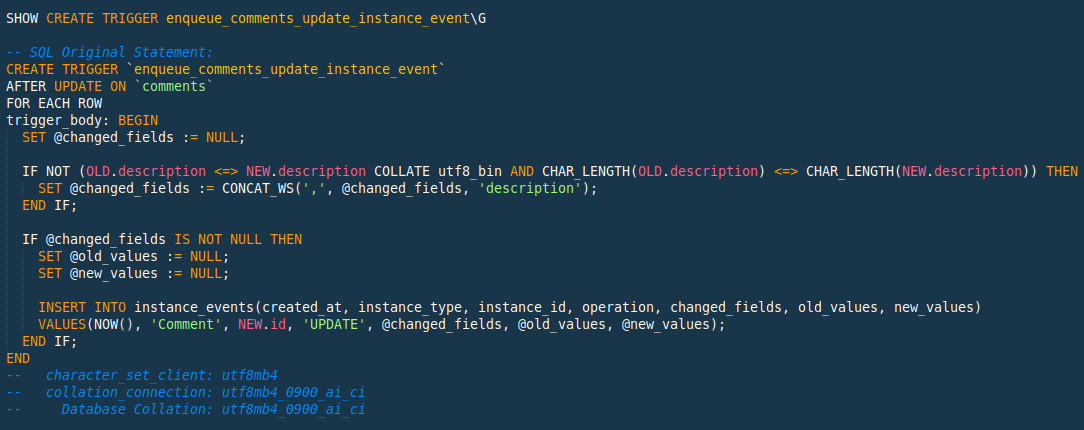 SHOW CREATE TRIGGER enqueue_comments_update_instance_event\G
-- SQL Original Statement:
CREATE TRIGGER `enqueue_comments_update_instance_event`
AFTER UPDATE ON `comments`
FOR EACH ROW
trigger_body: BEGIN
  SET @changed_fields := NULL;
  IF NOT (OLD.description <=> NEW.description COLLATE utf8_bin AND CHAR_LENGTH(OLD.description) <=> CHAR_LENGTH(NEW.description)) THEN
    SET @changed_fields := CONCAT_WS(',', @changed_fields, 'description');
  END IF;
  IF @changed_fields IS NOT NULL THEN
    SET @old_values := NULL;
    SET @new_values := NULL;
    INSERT INTO instance_events(created_at, instance_type, instance_id, operation, changed_fields, old_values, new_values)
    VALUES(NOW(), 'Comment', NEW.id, 'UPDATE', @changed_fields, @old_values, @new_values);
  END IF;
END
--   character_set_client: utf8mb4
--   collation_connection: utf8mb4_0900_ai_ci
--     Database Collation: utf8mb4_0900_ai_ci